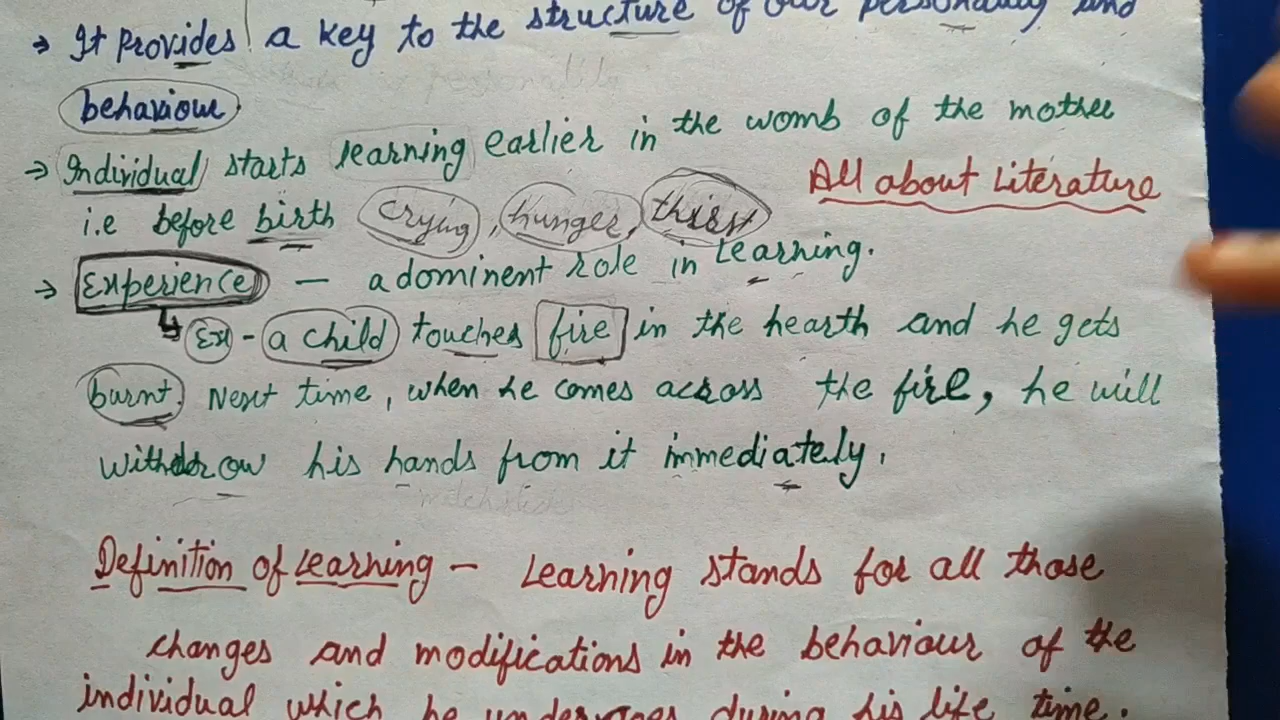 → It provides a key to the structure of our personality and
behaviour
→ Individual starts learning earlier in the womb of the mother
All about Literature
i.e before birth crying, hunger, thirst
→ Experience — a dominent role in learning.
Ex - a child touches fire in the hearth and he gets
burnt. Next time, when he comes across the fire, he will
withdrow his hands from it immediately.
Definition of Learning - Learning stands for all those
changes and modifications in the behaviour of the
individual which he undergoes during his life time.